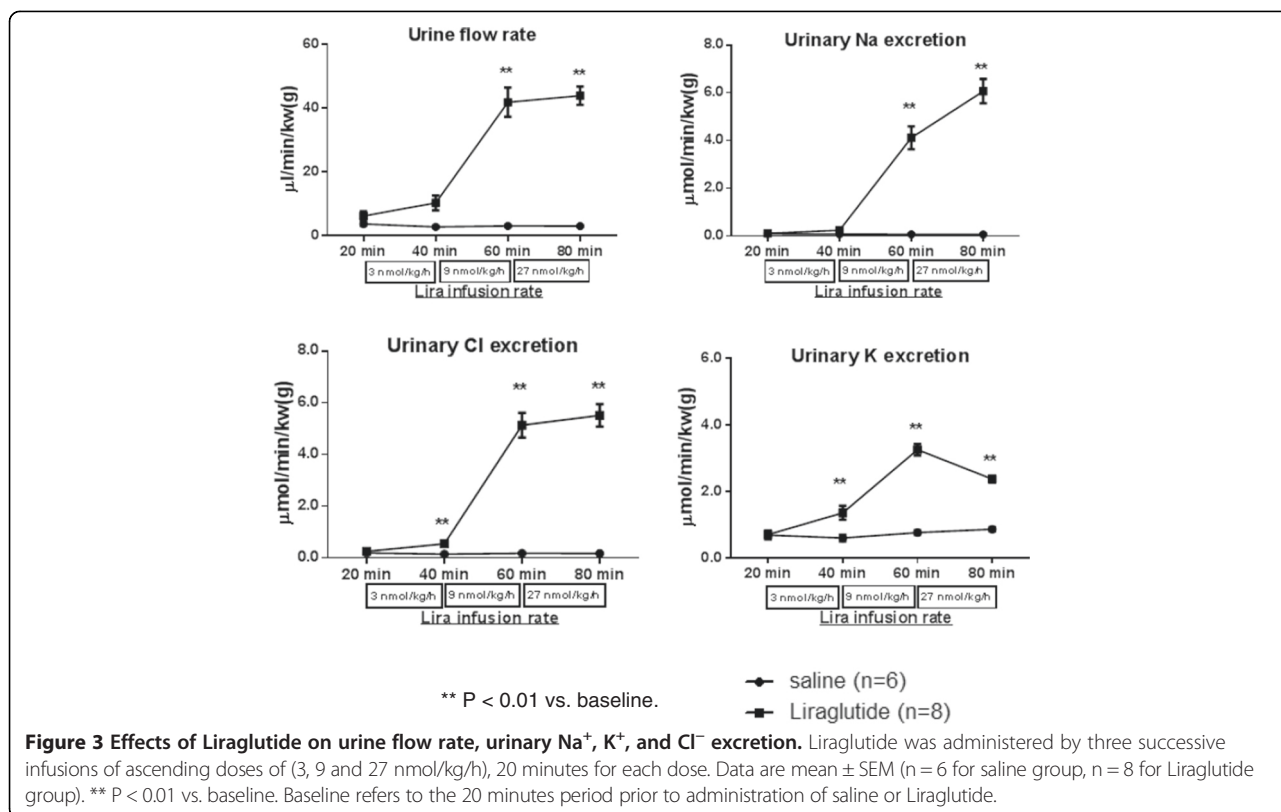 Urine flow rate
60
40
20
0
μl/min/kw(g)
**
**
20 min 40 min 60 min 80 min
3 nmol/kg/h 9 nmol/kg/h 27 nmol/kg/h
Lira infusion rate
Urinary Na excretion
8.0
6.0
4.0
2.0
0.0
μmol/min/kw(g)
**
**
20 min 40 min 60 min 80 min
3 nmol/kg/h 9 nmol/kg/h 27 nmol/kg/h
Lira infusion rate
Urinary Cl excretion
8.0
6.0
4.0
2.0
0.0
μmol/min/kw(g)
**
**
**
20 min 40 min 60 min 80 min
3 nmol/kg/h 9 nmol/kg/h 27 nmol/kg/h
Lira infusion rate
Urinary K excretion
6.0
4.0
2.0
0.0
μmol/min/kw(g)
**
**
**
20 min 40 min 60 min 80 min
3 nmol/kg/h 9 nmol/kg/h 27 nmol/kg/h
Lira infusion rate
** P < 0.01 vs. baseline.
saline (n=6)
Liraglutide (n=8)
Figure 3 Effects of Liraglutide on urine flow rate, urinary Na⁺, K⁺, and Cl⁻ excretion. Liraglutide was administered by three successive
infusions of ascending doses of (3, 9 and 27 nmol/kg/h), 20 minutes for each dose. Data are mean ± SEM (n = 6 for saline group, n = 8 for Liraglutide
group). ** P < 0.01 vs. baseline. Baseline refers to the 20 minutes period prior to administration of saline or Liraglutide.